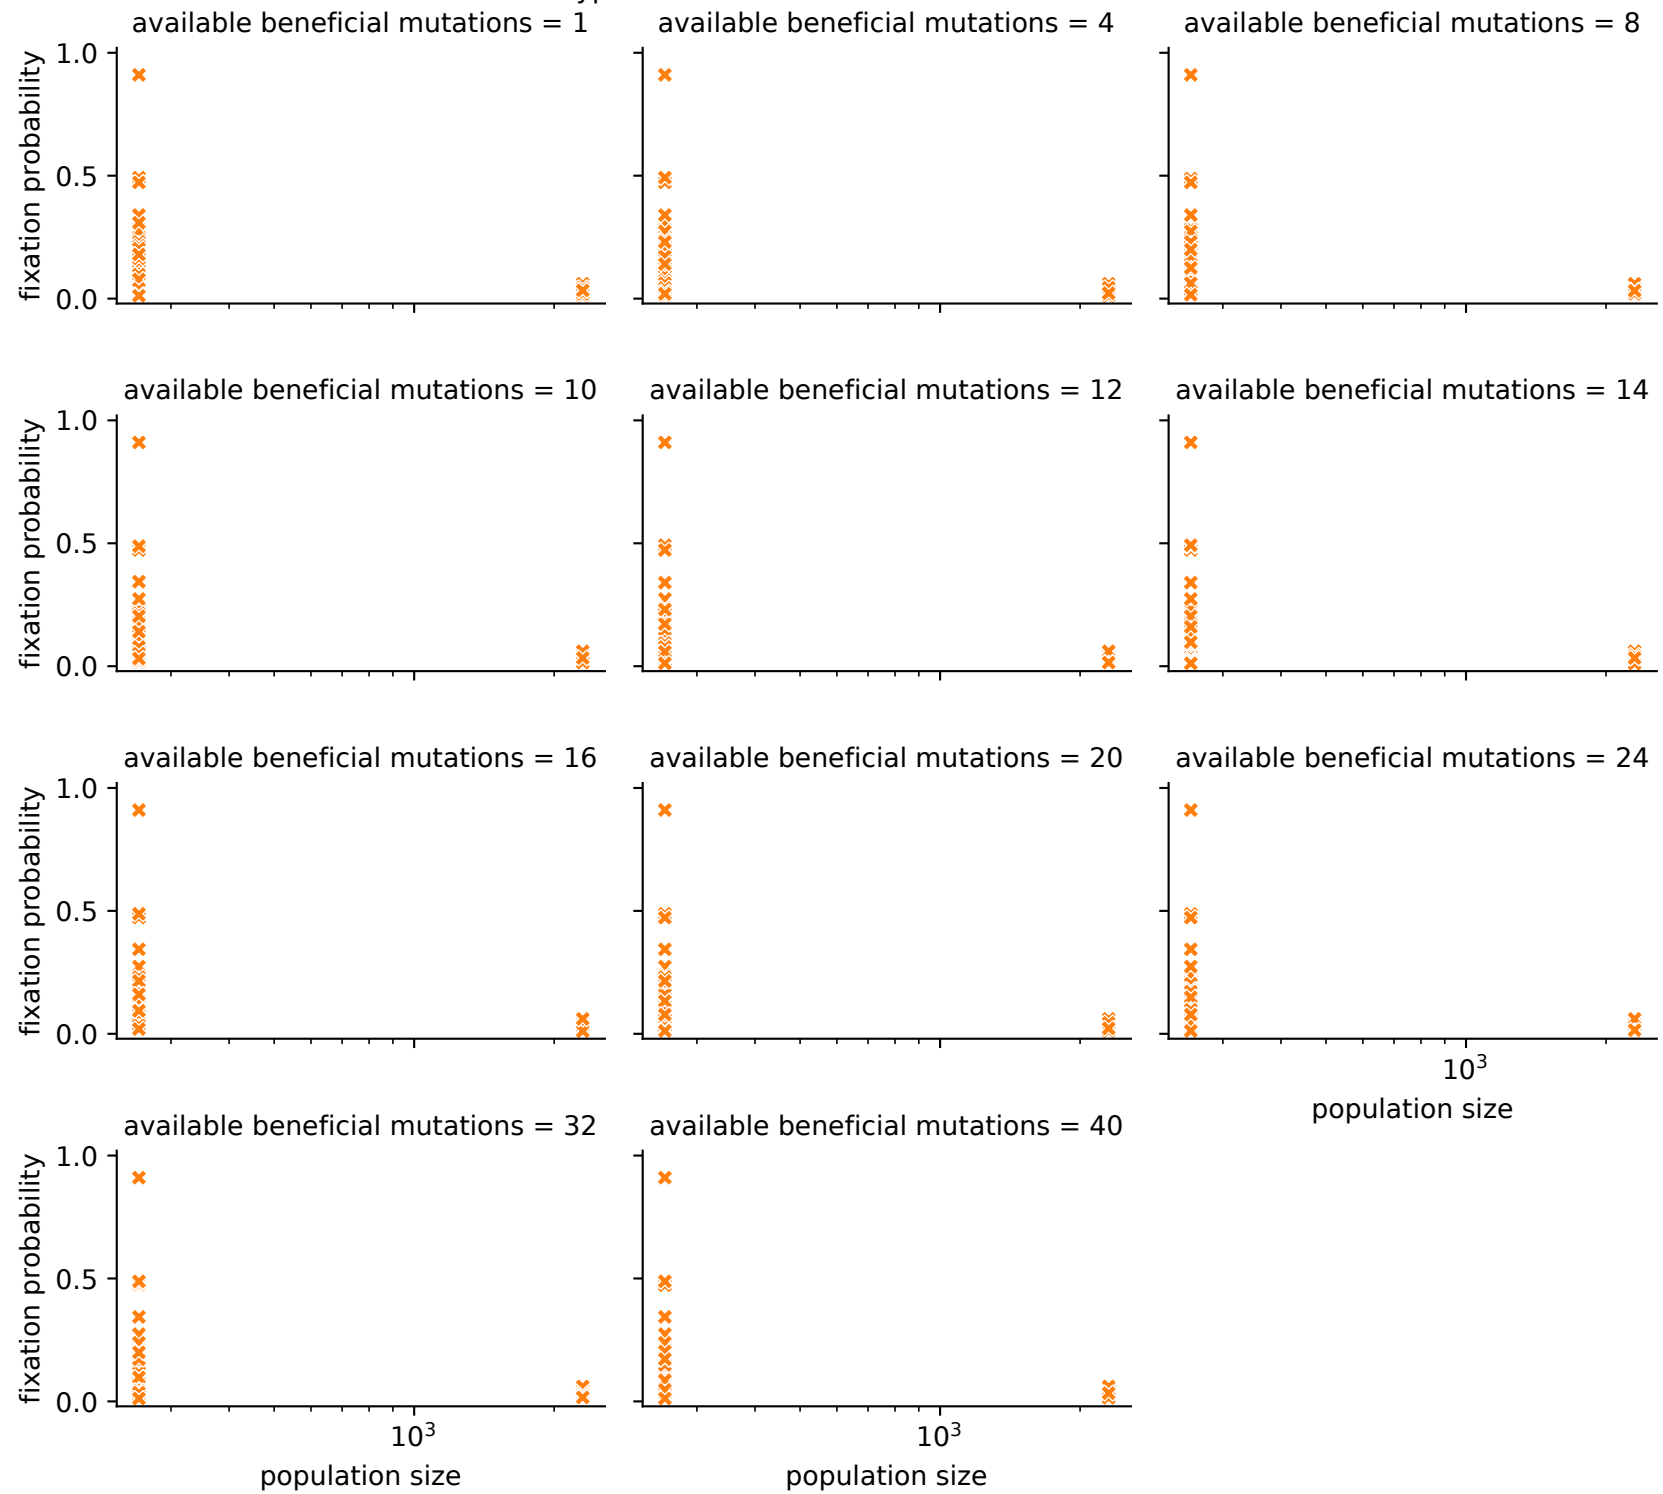 available beneficial mutations = 1
available beneficial mutations = 4
available beneficial mutations = 8
fixation probability
1.0
0.5
0.0
available beneficial mutations = 10
available beneficial mutations = 12
available beneficial mutations = 14
fixation probability
1.0
0.5
0.0
available beneficial mutations = 16
available beneficial mutations = 20
available beneficial mutations = 24
fixation probability
1.0
0.5
0.0
10³
population size
available beneficial mutations = 32
available beneficial mutations = 40
fixation probability
1.0
0.5
0.0
10³
10³
population size
population size